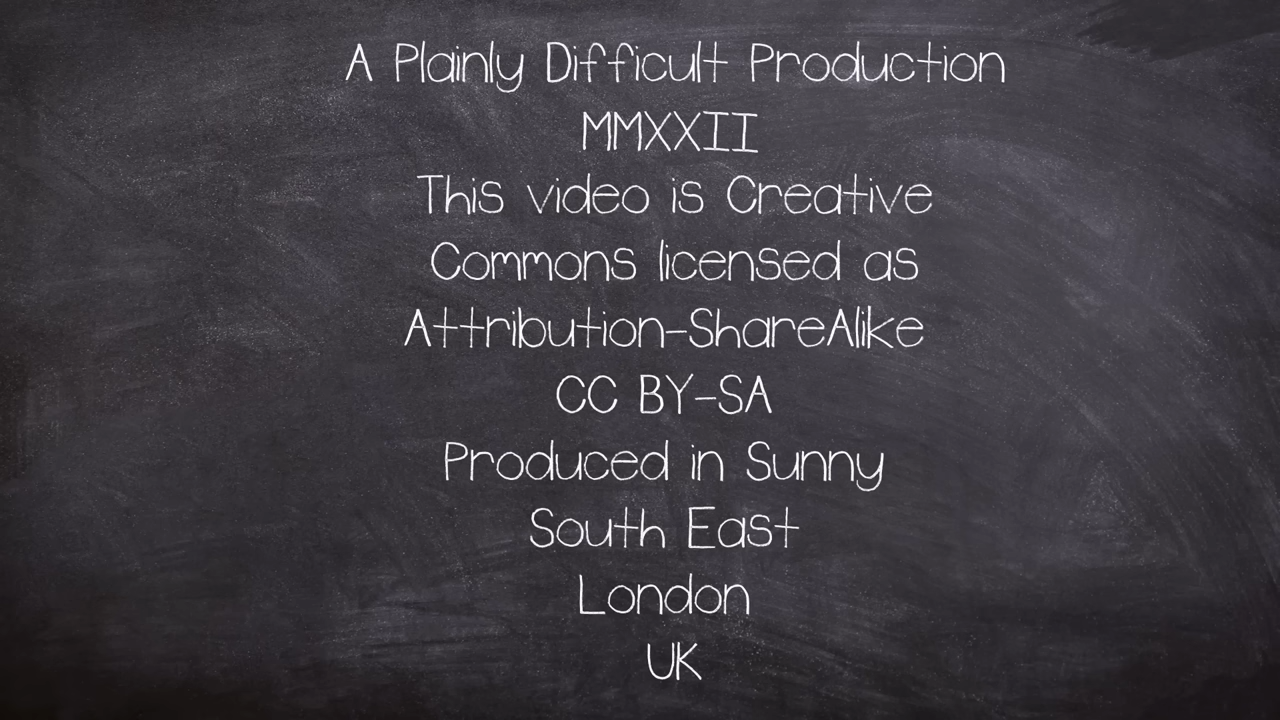 A Plainly Difficult Production
MMXXII
This video is Creative
Commons licensed as
Attribution-ShareAlike
CC BY-SA
Produced in Sunny
South East
London
UK